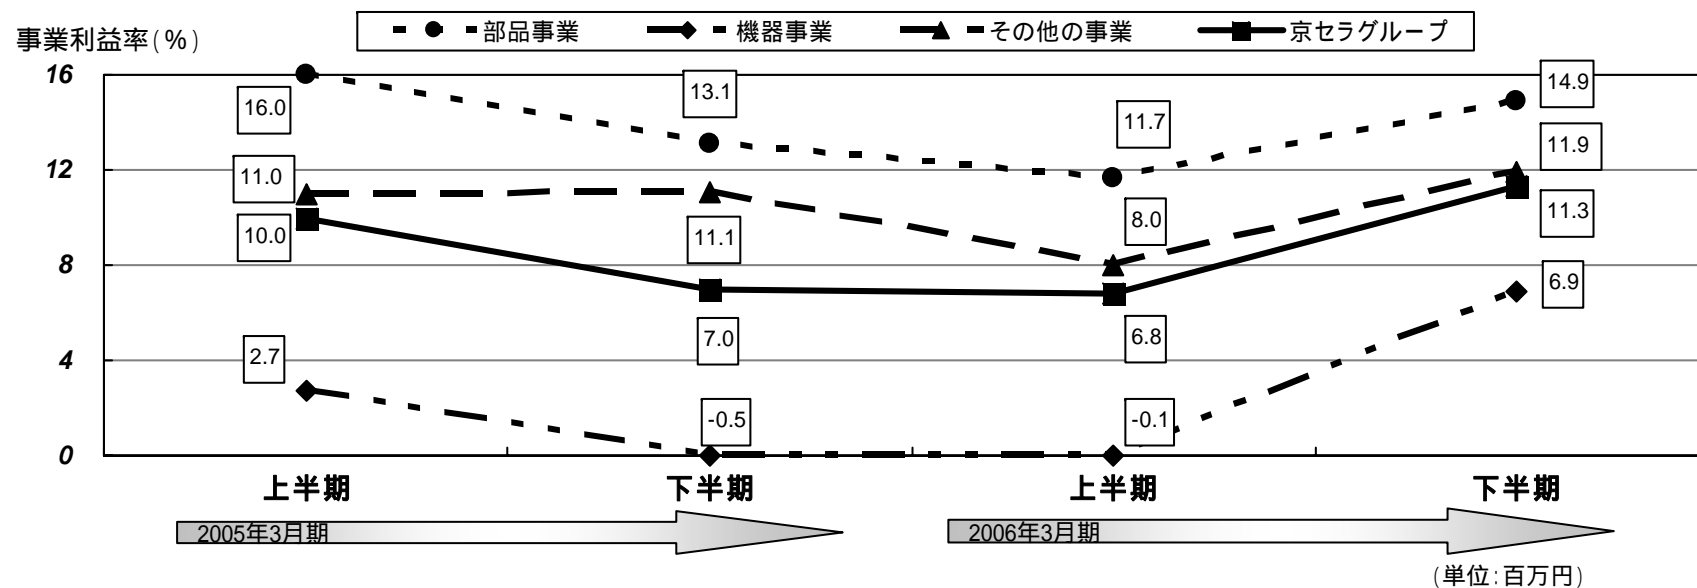 部品事業 機器事業 その他の事業 京セラグループ
事業利益率(%)
16
16.0 13.1 11.7 14.9
12
11.0 11.1 8.0 11.9
10.0 7.0 6.8 11.3
8
2.7 -0.5 -0.1 6.9
4
0
上半期 下半期 上半期 下半期
2005年3月期 2006年3月期
(単位:百万円)